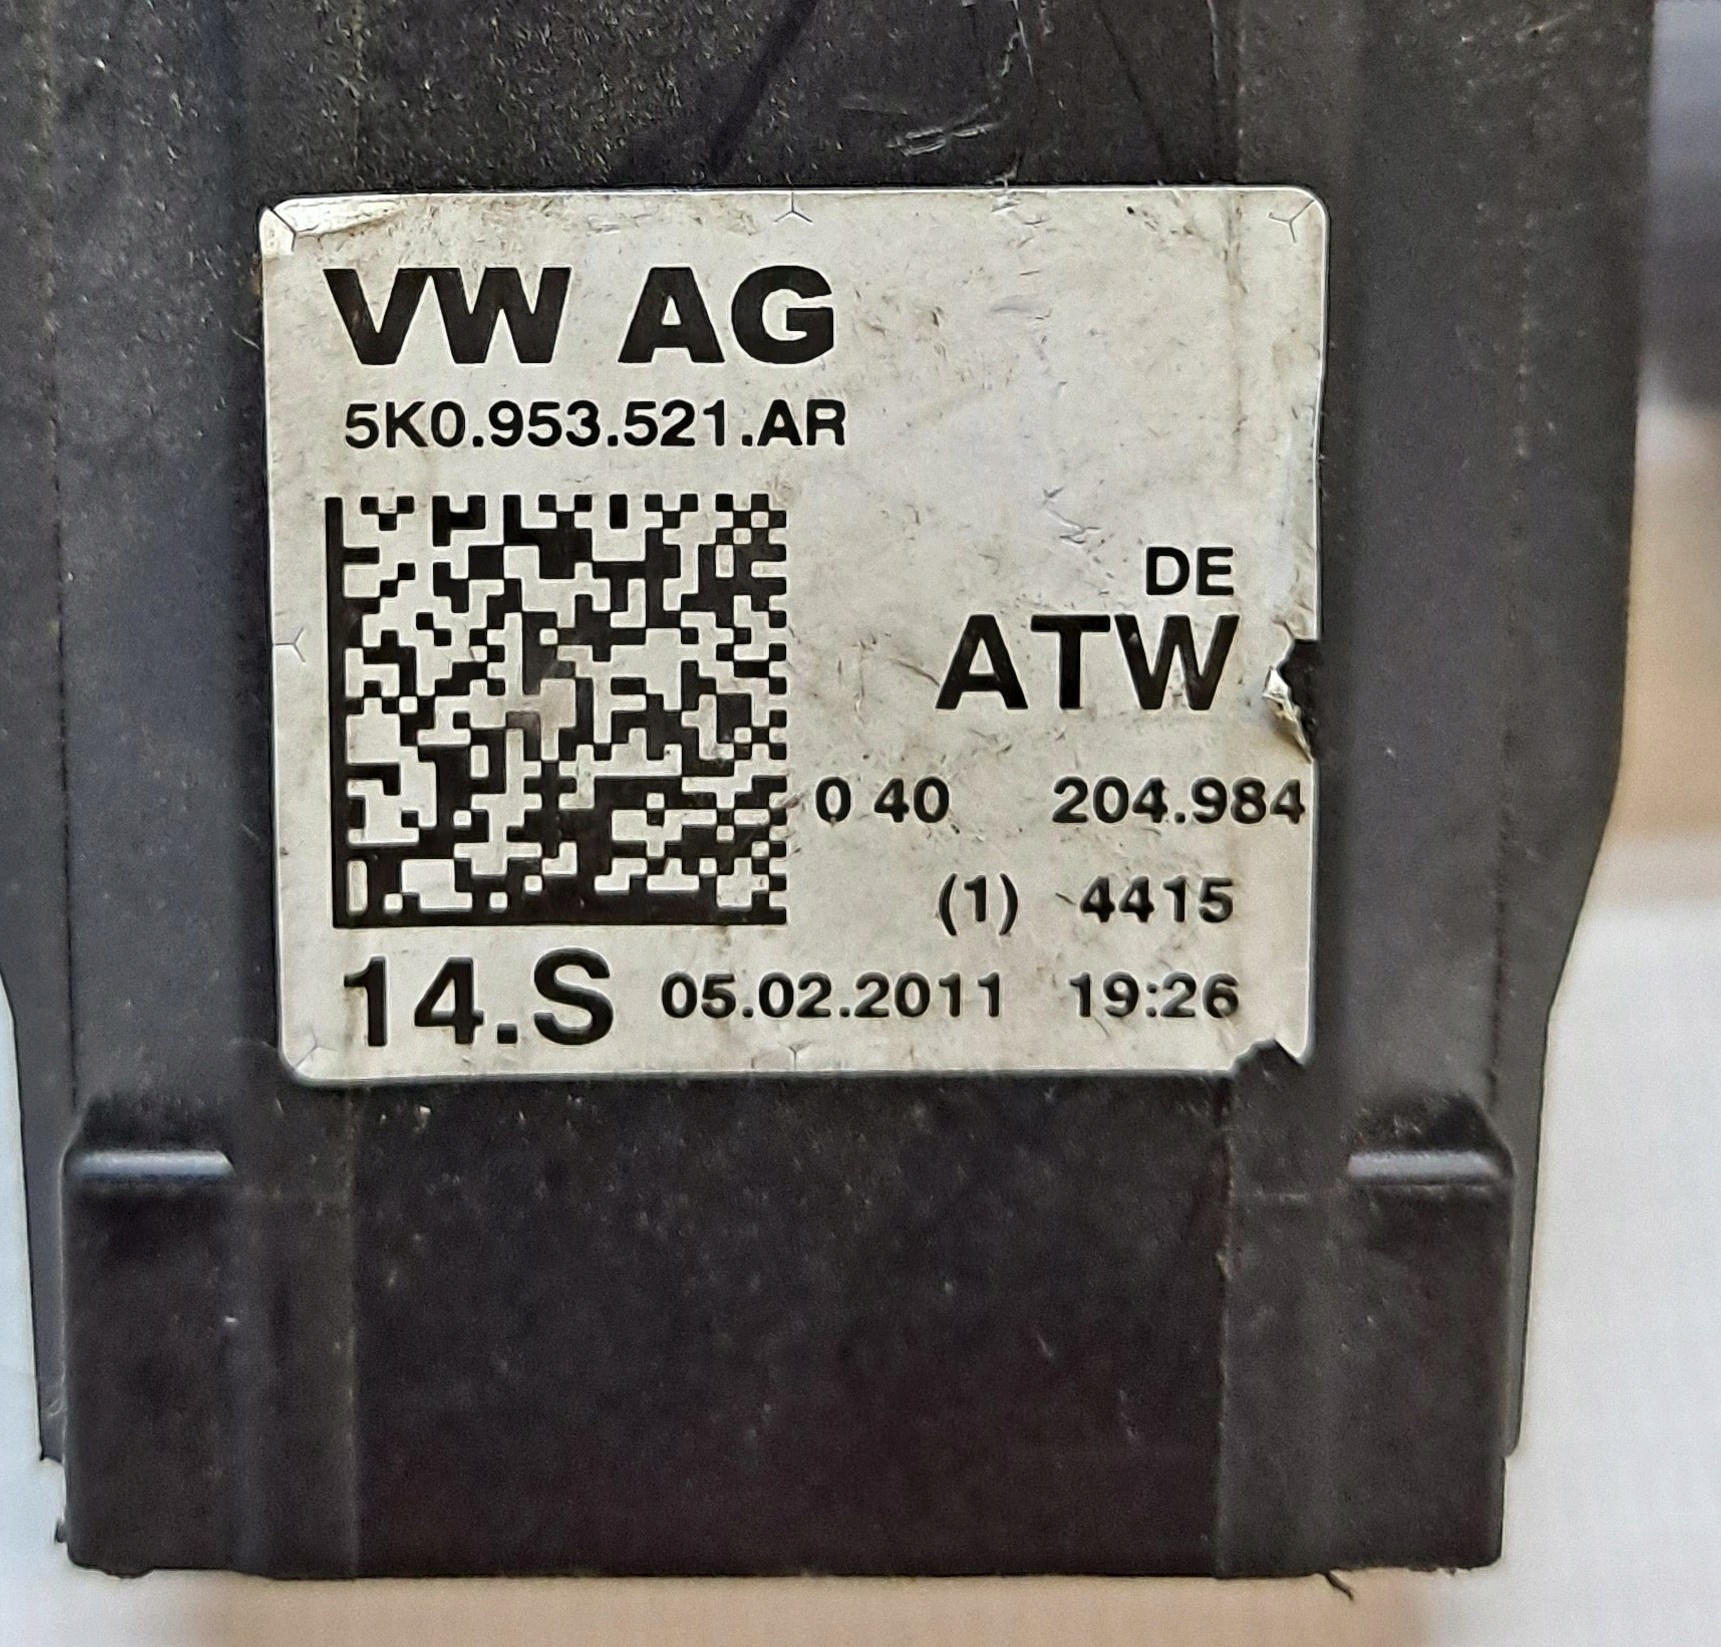 VW AG
5K0.953.521.AR
DE
ATW
0 40 204.984
(1) 4415
14.S 05.02.2011 19:26